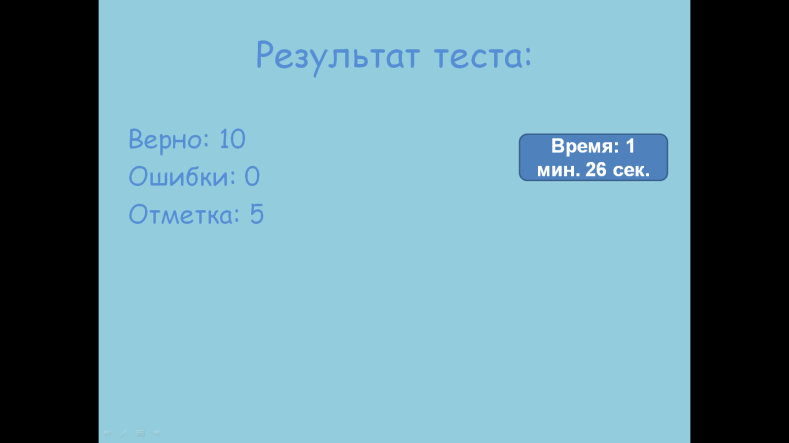 Результат теста:
Верно: 10
Ошибки: 0
Отметка: 5
Время: 1
мин. 26 сек.